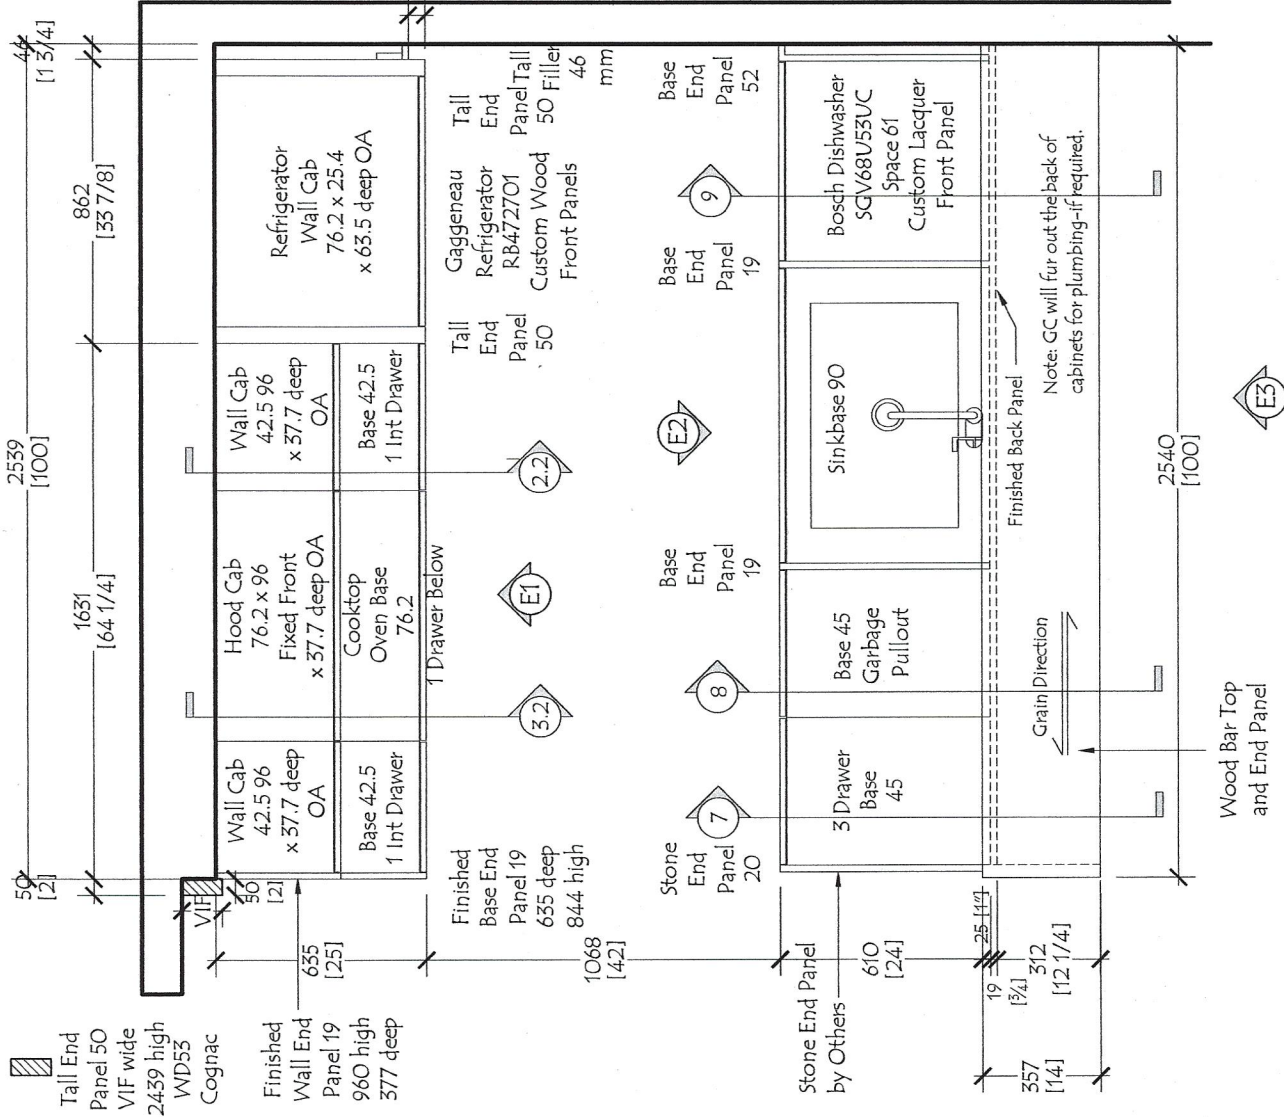 2539
[100]
46
[1 3/4]
862
[33 7/8]
1631
[64 1/4]
50
[2]
VIF
50
[2]
Refrigerator
Wall Cab
76.2 x 25.4
x 63.5 deep OA
Wall Cab
42.5 96
x 37.7 deep
OA
Base 42.5
1 Int Drawer
Hood Cab
76.2 x 96
Fixed Front
x 37.7 deep OA
Cooktop
Oven Base
76.2
1 Drawer Below
Wall Cab
42.5 96
x 37.7 deep
OA
Base 42.5
1 Int Drawer
Tall
End
Panel
50
Tall
Filler
46
mm
Gaggeneau
Refrigerator
RB472701
Custom Wood
Front Panels
Tall
End
Panel
50
2.2
E1
3.2
E2
Finished
Base End
Panel 19
635 deep
844 high
Tall End
Panel 50
VIF wide
2439 high
WD53
Cognac
Finished
Wall End
Panel 19
960 high
377 deep
635
[25]
1068
[42]
610
[24]
25 [1"]
19
[3/4]
312
[12 1/4]
357
[14]
Base
End
Panel
52
9
Base
End
Panel
19
Base
End
Panel
19
8
7
Stone
End
Panel
20
Stone End Panel
by Others
Bosch Dishwasher
SGV68U53UC
Space 61
Custom Lacquer
Front Panel
Sinkbase 90
Base 45
Garbage
Pullout
3 Drawer
Base
45
Finished Back Panel
Note: GC will fur out the back of
cabinets for plumbing-if required.
Grain Direction
2540
[100]
Wood Bar Top
and End Panel
E3